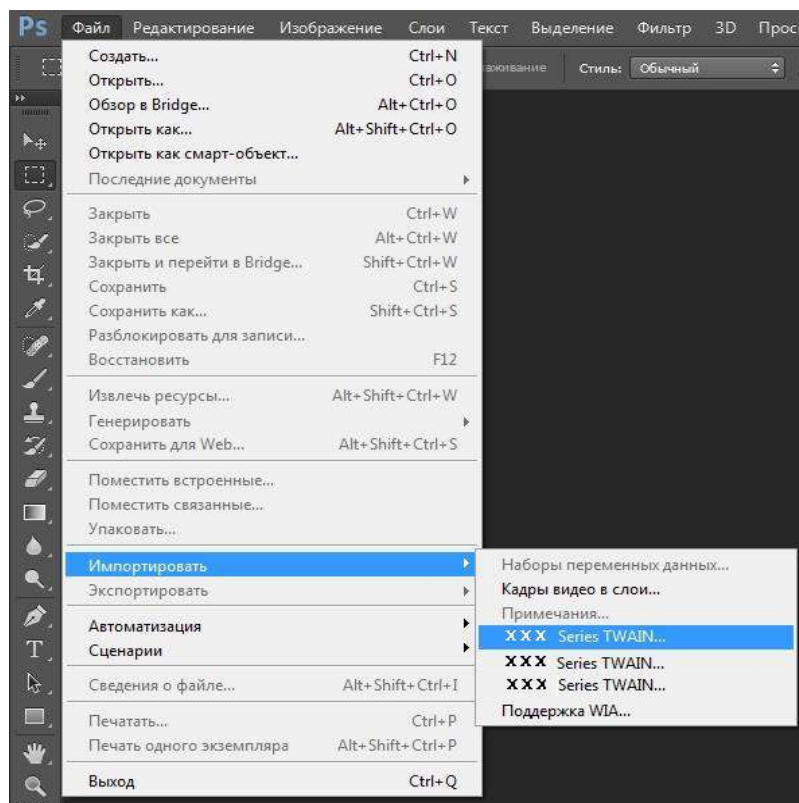 Ps Файл Редактирование Изображение Слои Текст Выделение Фильтр 3D
Стиль: Обычный
Создать... Ctrl+N
Открыть... Ctrl+O
Обзор в Bridge... Alt+Ctrl+O
Открыть как... Alt+Shift+Ctrl+O
Открыть как смарт-объект...
Последние документы
Закрыть Ctrl+W
Закрыть все Alt+Ctrl+W
Закрыть и перейти в Bridge... Shift+Ctrl+W
Сохранить Ctrl+S
Сохранить как... Shift+Ctrl+S
Разблокировать для записи...
Восстановить F12
Извлечь ресурсы... Alt+Shift+Ctrl+W
Генерировать
Сохранить для Web... Alt+Shift+Ctrl+S
Поместить встроенные...
Поместить связанные...
Упаковать...
Импортировать
Экспортировать
Автоматизация
Сценарии
Сведения о файле... Alt+Shift+Ctrl+I
Печатать... Ctrl+P
Печать одного экземпляра Alt+Shift+Ctrl+P
Выход Ctrl+Q
Наборы переменных данных...
Кадры видео в слои...
Примечания...
XXX Series TWAIN...
XXX Series TWAIN...
XXX Series TWAIN...
Поддержка WIA...